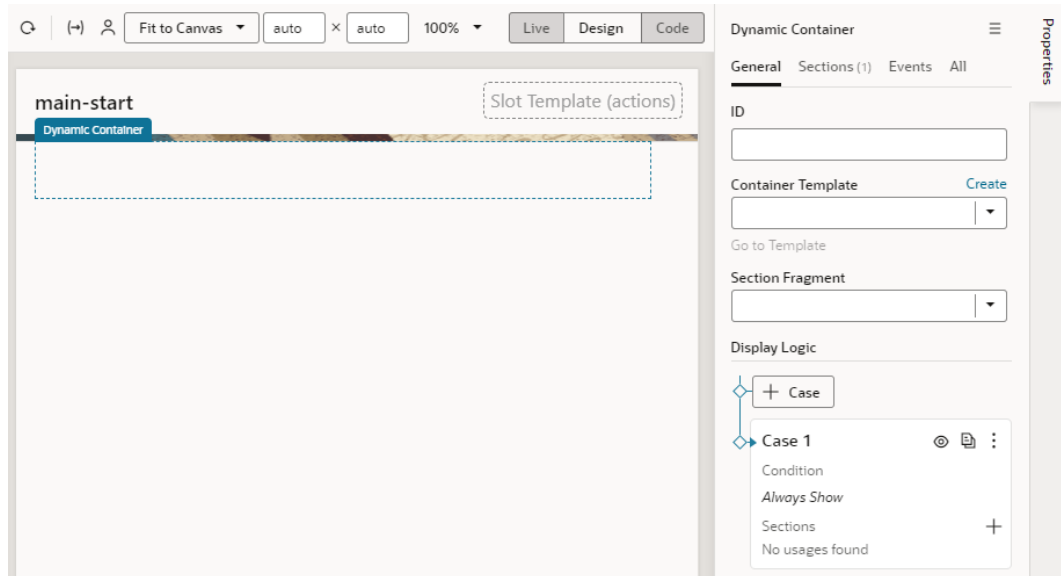 Fit to Canvas auto × auto 100% Live Design Code
main-start
Slot Template (actions)
Dynamic Container
Dynamic Container
General Sections (1) Events All
ID
Container Template Create
Go to Template
Section Fragment
Display Logic
+ Case
Case 1
Condition
Always Show
Sections +
No usages found
Properties